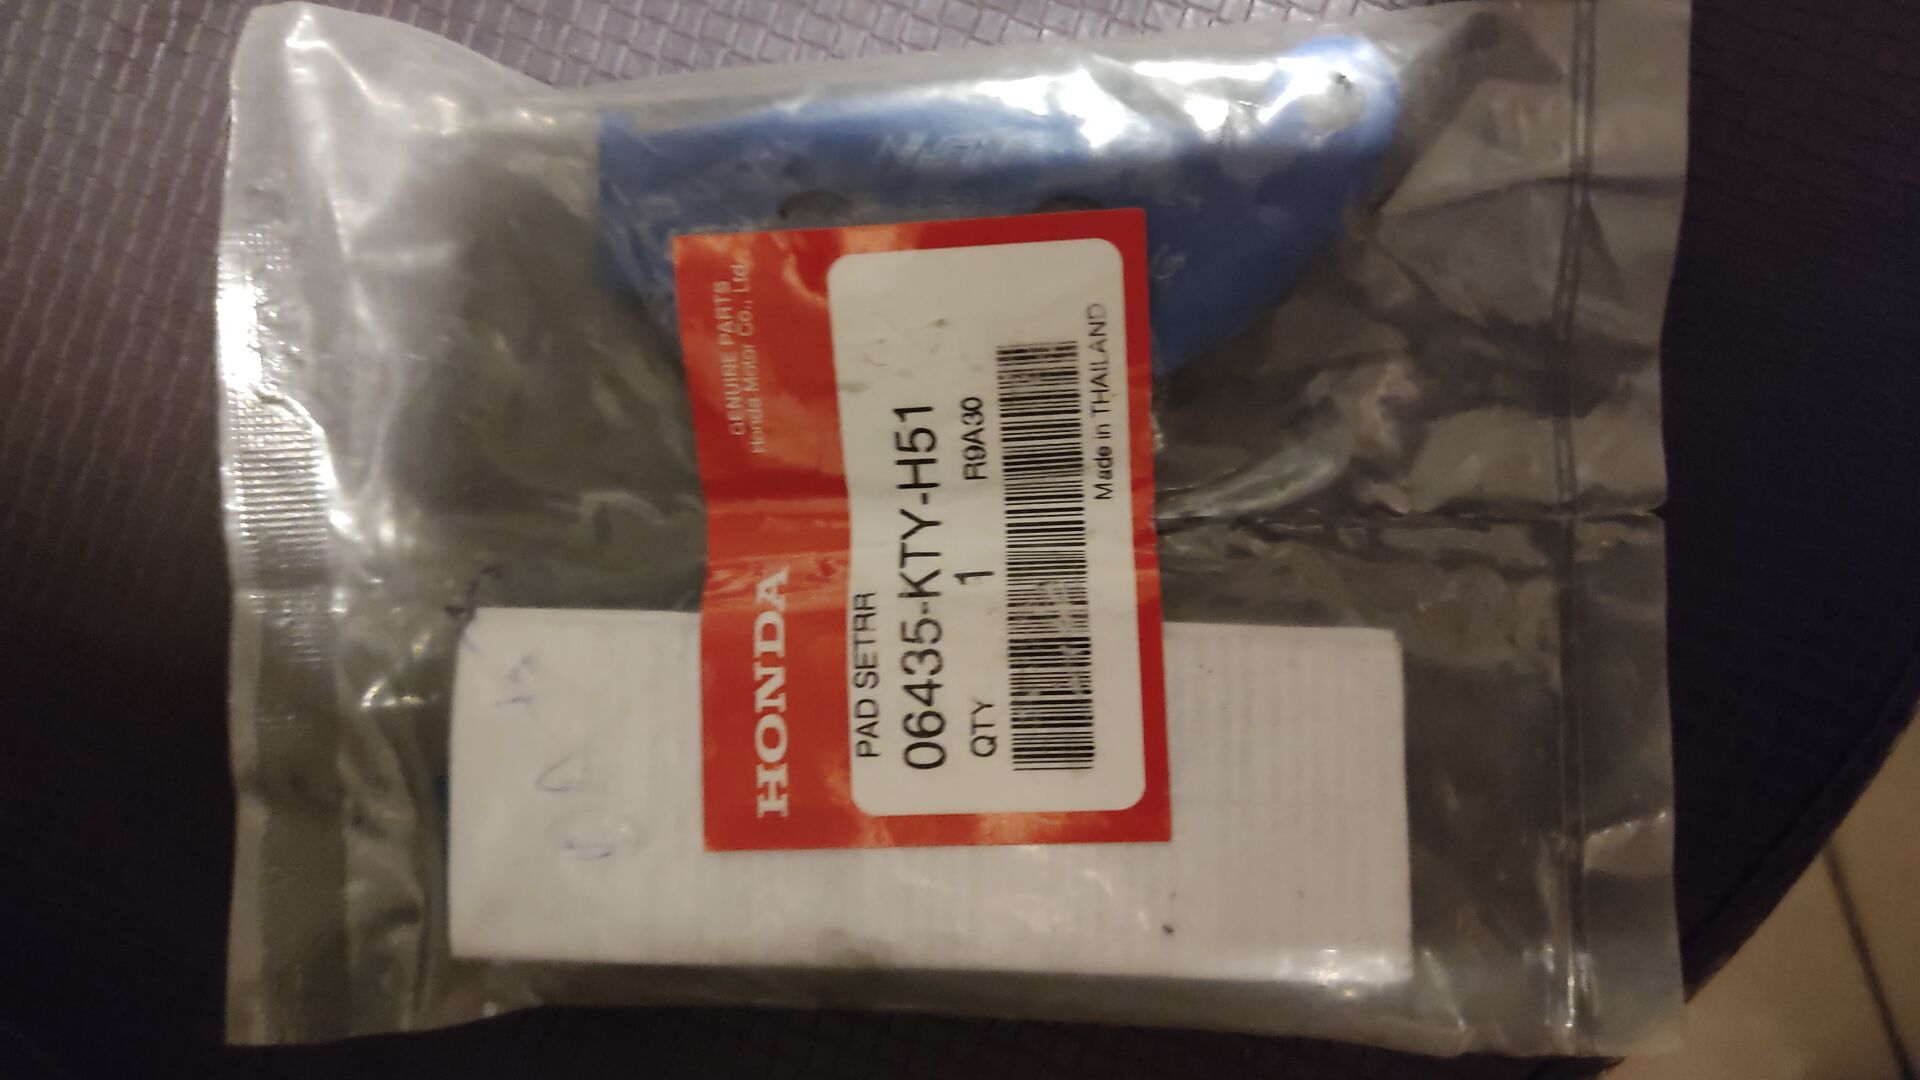 GENUINE PARTS
HONDA Honda Motor Co., Ltd.
PAD SETRR
06435-KTY-H51
QTY 1 R9A30
Made in THAILAND